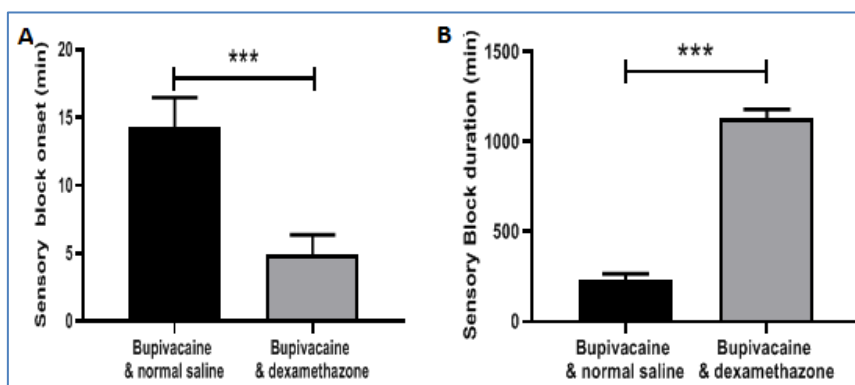 A
Sensory block onset (min)
20
15
10
5
0
***
Bupivacaine
& normal saline
Bupivacaine
& dexamethazone
B
Sensory Block duration (min)
1500
1000
500
0
***
Bupivacaine
& normal saline
Bupivacaine
& dexamethazone